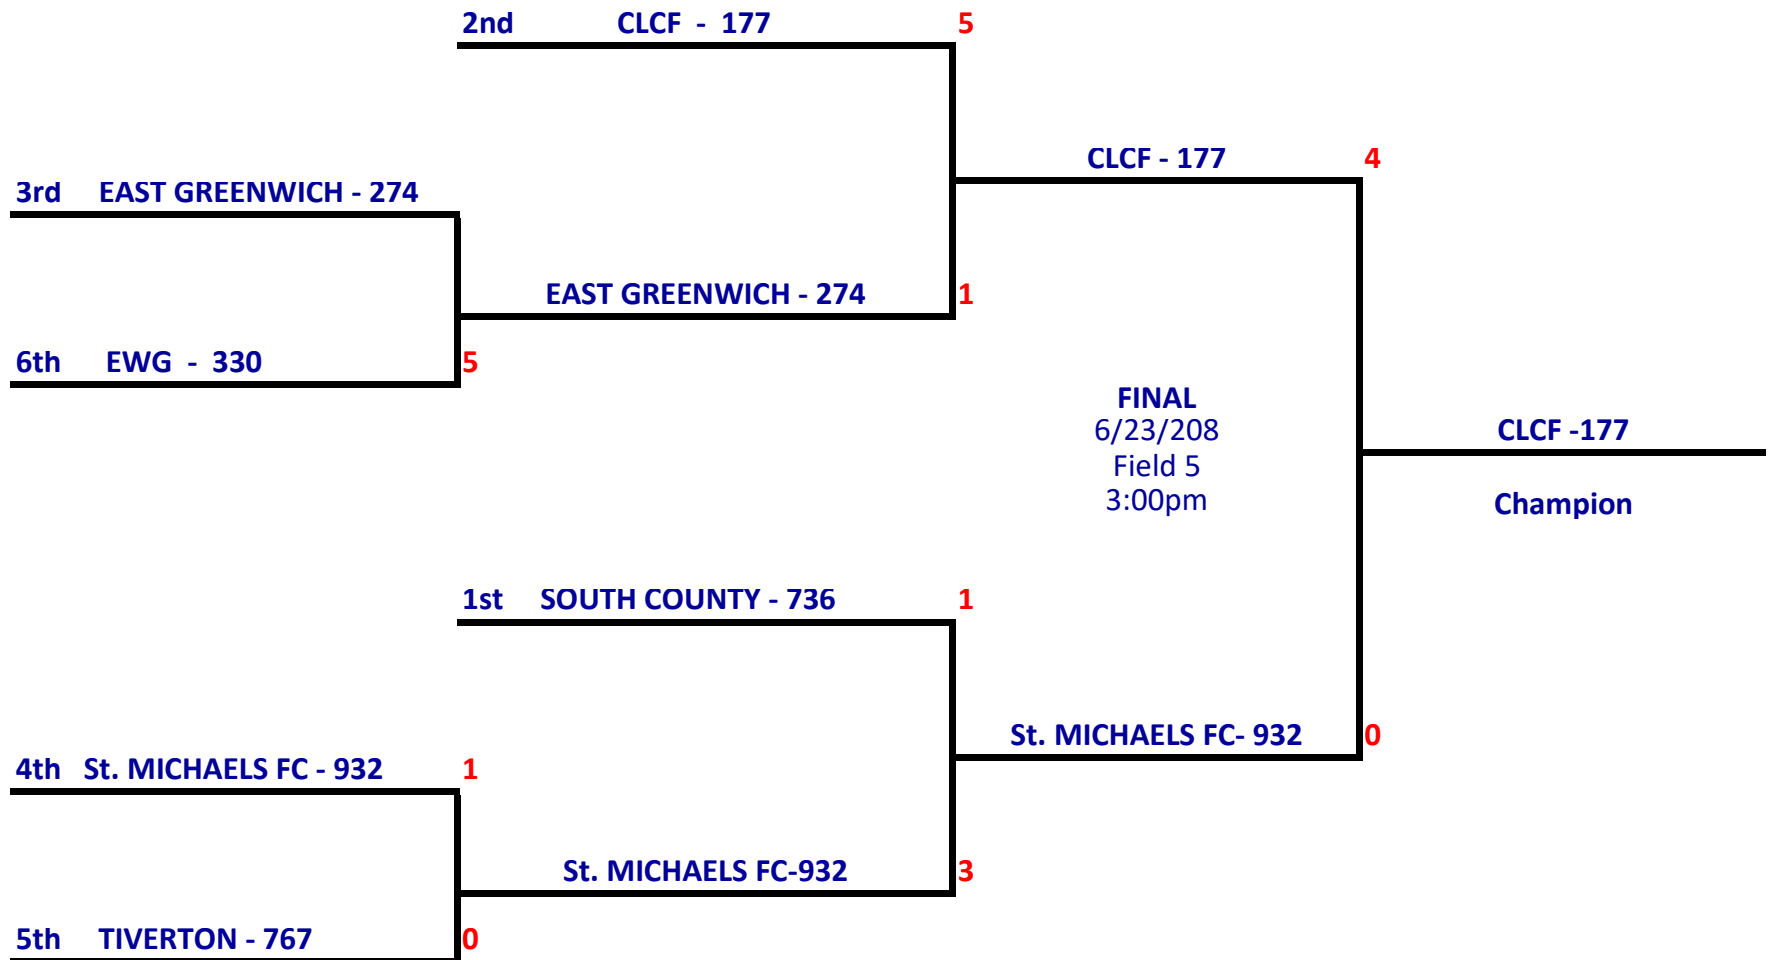 2nd CLCF - 177 5
CLCF - 177 4
3rd EAST GREENWICH - 274
EAST GREENWICH - 274 1
6th EWG - 330 5
FINAL
6/23/208
Field 5
3:00pm
CLCF -177
Champion
1st SOUTH COUNTY - 736 1
St. MICHAELS FC- 932 0
4th St. MICHAELS FC - 932 1
St. MICHAELS FC-932 3
5th TIVERTON - 767 0